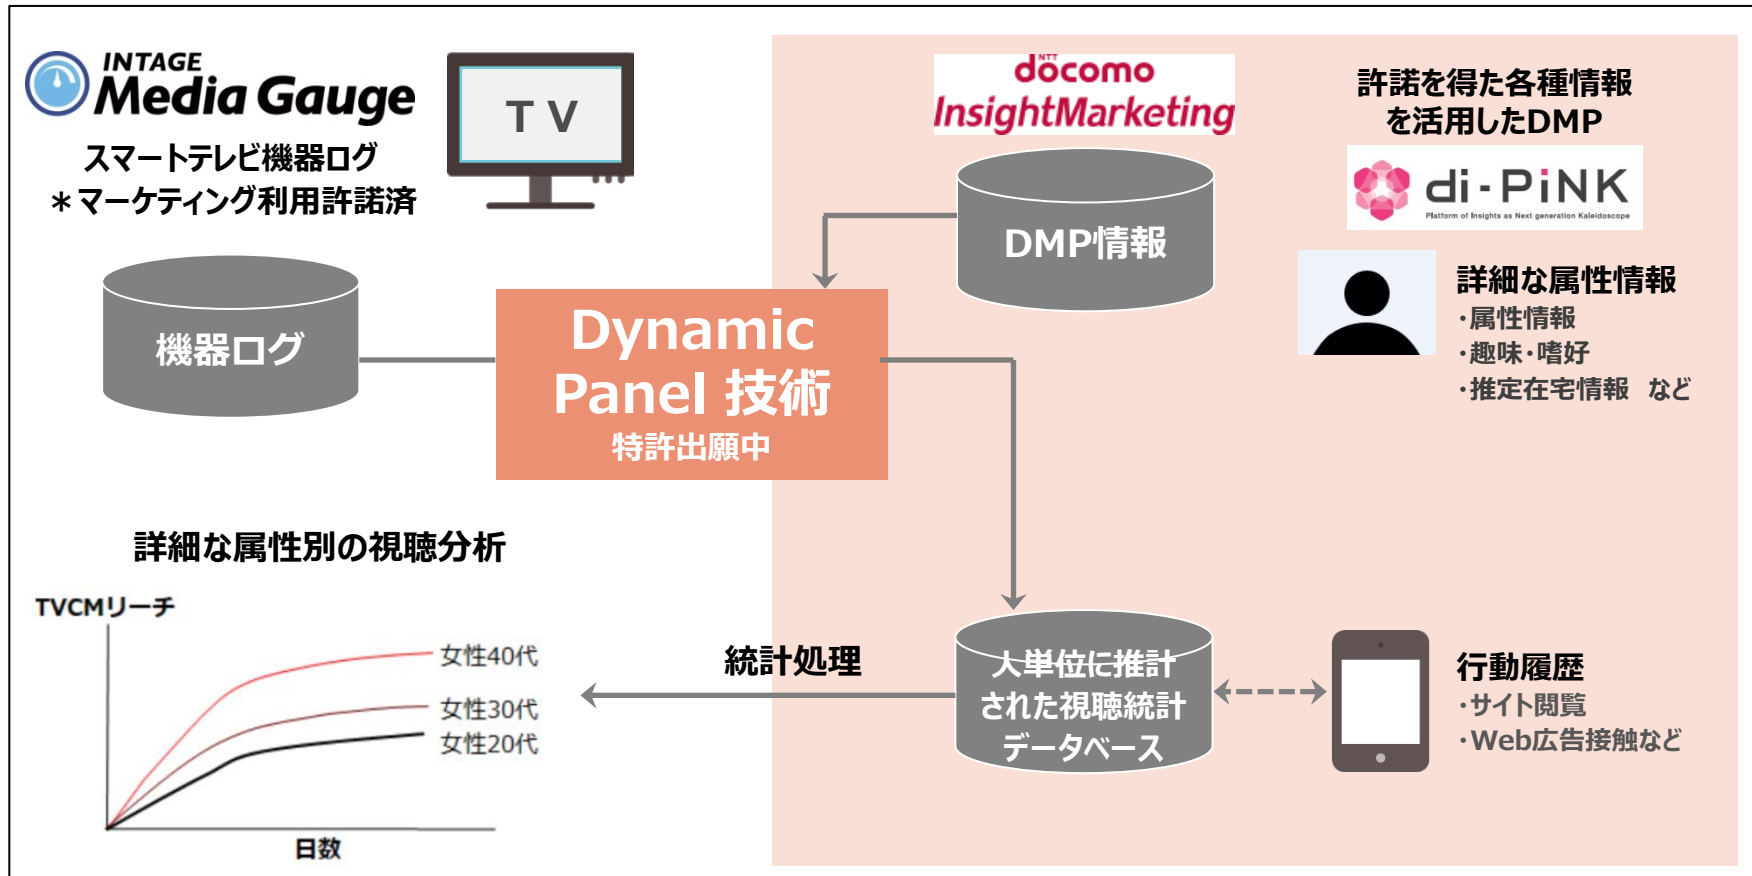 INTAGE
Media Gauge
スマートテレビ機器ログ
＊マーケティング利用許諾済
TV
機器ログ
Dynamic
Panel 技術
特許出願中
NTT
döcomo
InsightMarketing
DMP情報
許諾を得た各種情報
を活用したDMP
di-PiNK
Platform of Insights as Next generation Kaleidoscope
詳細な属性情報
・属性情報
・趣味・嗜好
・推定在宅情報 など
詳細な属性別の視聴分析
TVCMリーチ
女性40代
女性30代
女性20代
日数
統計処理
人単位に推計
された視聴統計
データベース
行動履歴
・サイト閲覧
・Web広告接触など